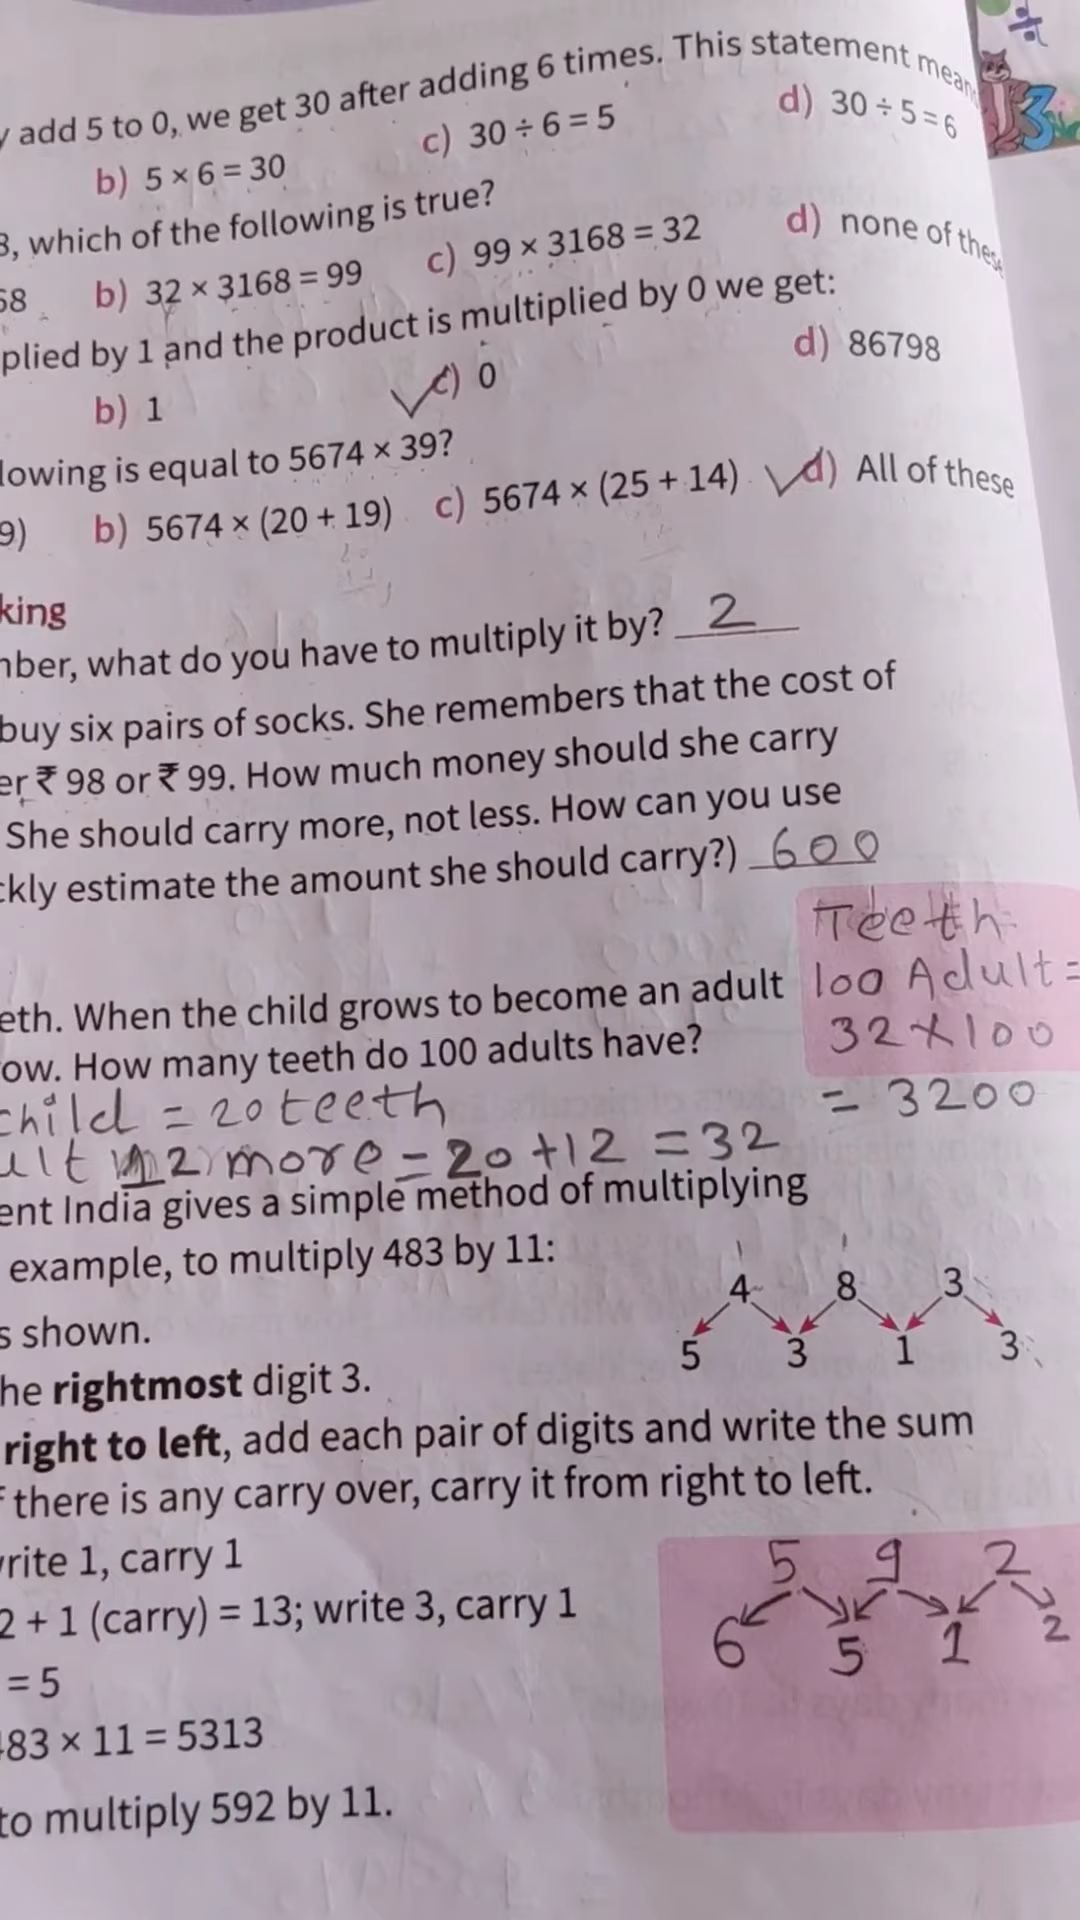 add 5 to 0, we get 30 after adding 6 times. This statement
b) 5 × 6 = 30 c) 30 ÷ 6 = 5 d) 30 ÷ 5 = 6
3, which of the following is true?
68 b) 32 × 3168 = 99 c) 99 × 3168 = 32 d) none of these
plied by 1 and the product is multiplied by 0 we get:
b) 1 c) 0 d) 86798
lowing is equal to 5674 × 39?
9) b) 5674 × (20 + 19) c) 5674 × (25 + 14) d) All of these
king
nber, what do you have to multiply it by? 2
buy six pairs of socks. She remembers that the cost of
er ₹ 98 or ₹ 99. How much money should she carry
She should carry more, not less. How can you use
ckly estimate the amount she should carry?) 600
Teeth
eth. When the child grows to become an adult 100 Adult =
ow. How many teeth do 100 adults have? 32 × 100
child = 20 teeth = 3200
ult 12 more = 20 + 12 = 32
ent India gives a simple method of multiplying
example, to multiply 483 by 11:
4 8 3
s shown.
5 3 1 3
he rightmost digit 3.
right to left, add each pair of digits and write the sum
f there is any carry over, carry it from right to left.
write 1, carry 1
5 9 2
2 + 1 (carry) = 13; write 3, carry 1
6 5 1 2
= 5
483 × 11 = 5313
to multiply 592 by 11.